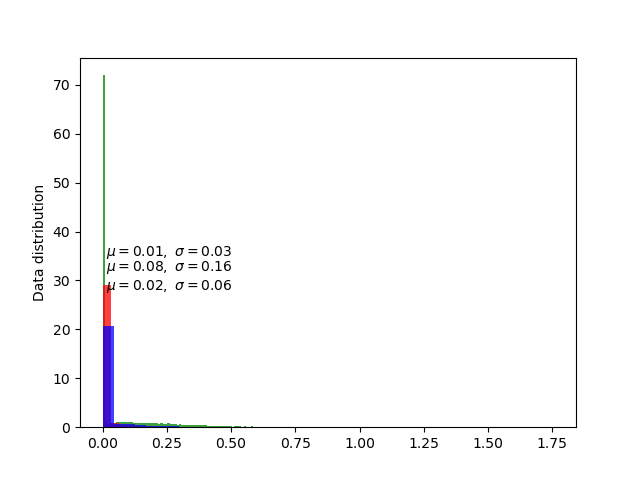 70
60
50
40
30
20
10
0
Data distribution
μ = 0.01, σ = 0.03
μ = 0.08, σ = 0.16
μ = 0.02, σ = 0.06
0.00 0.25 0.50 0.75 1.00 1.25 1.50 1.75